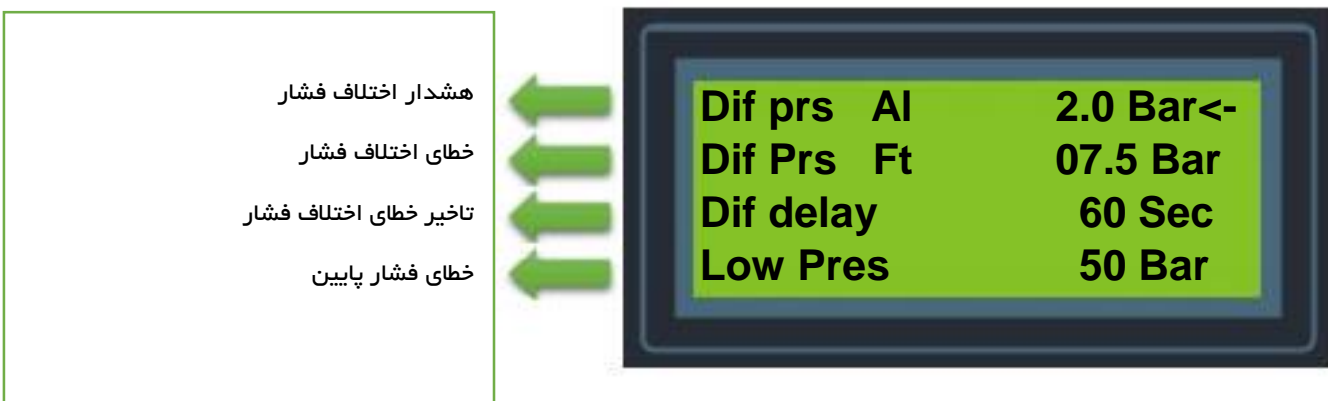 هشدار اختلاف فشار
خطای اختلاف فشار
تاخیر خطای اختلاف فشار
خطای فشار پایین
Dif prs Al 2.0 Bar<-
Dif Prs Ft 07.5 Bar
Dif delay 60 Sec
Low Pres 50 Bar